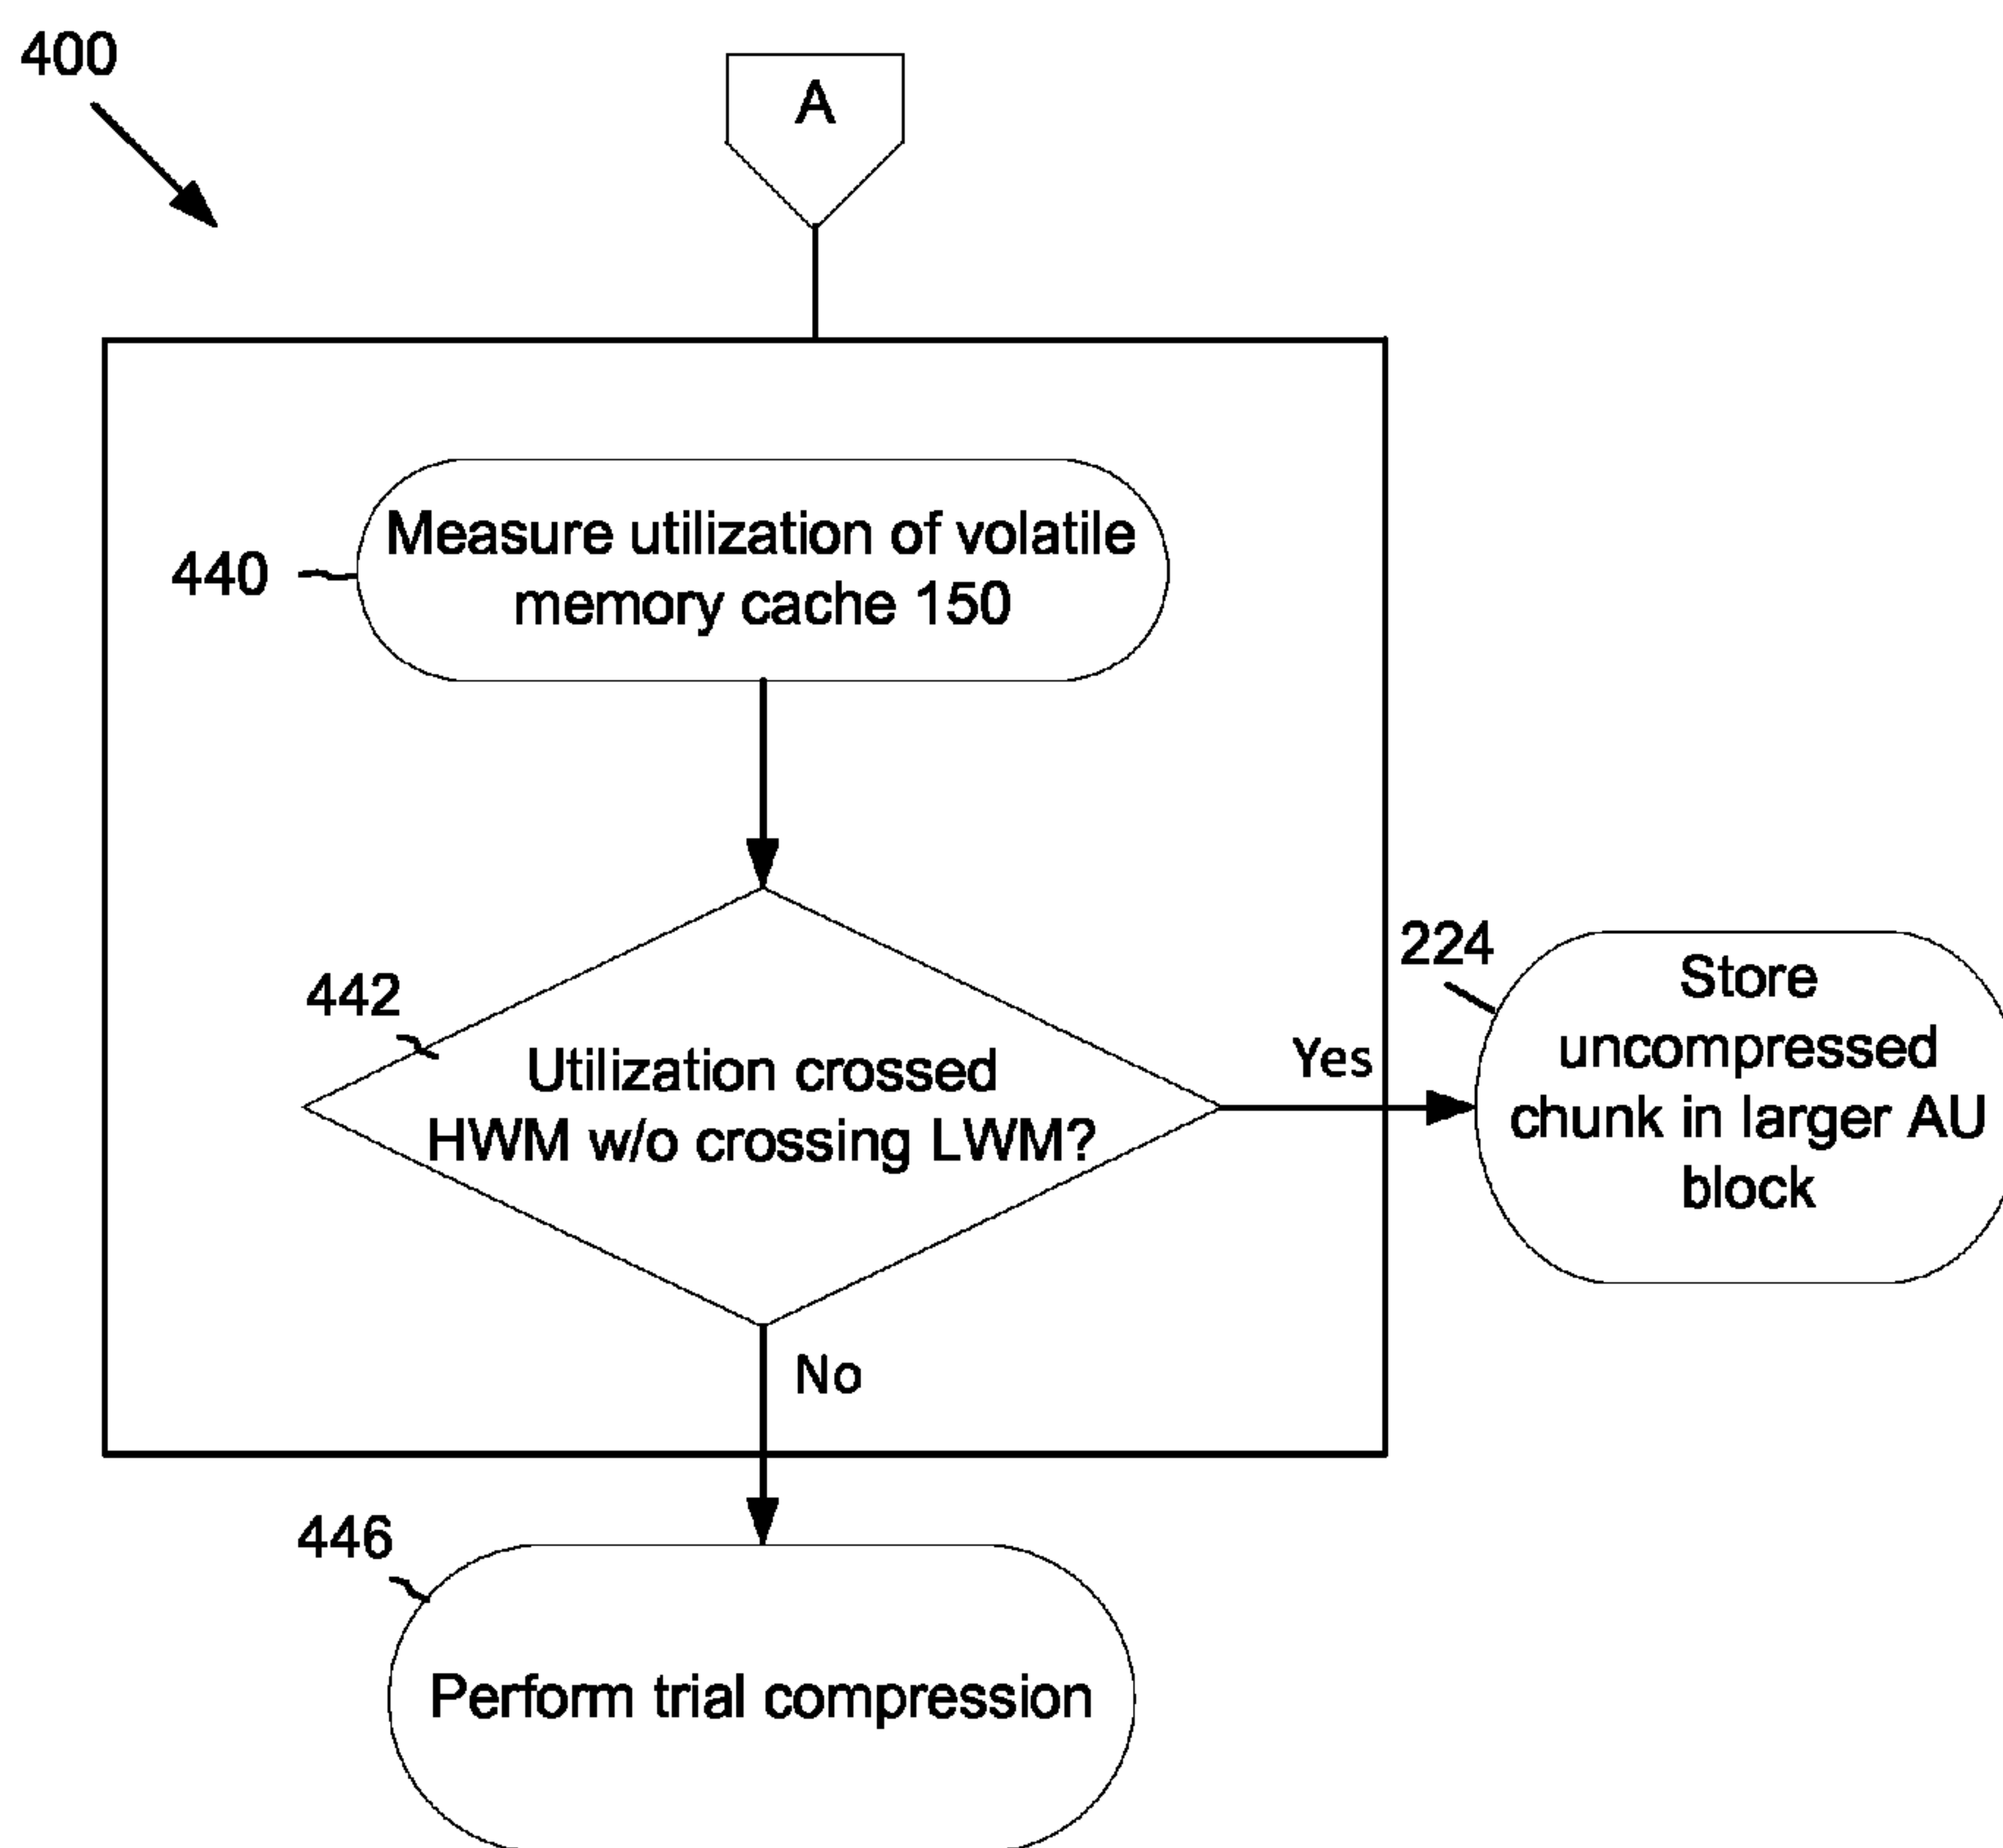 400
A
440
Measure utilization of volatile
memory cache 150
442
Utilization crossed
HWM w/o crossing LWM?
Yes
224
Store
uncompressed
chunk in larger AU
block
No
446
Perform trial compression